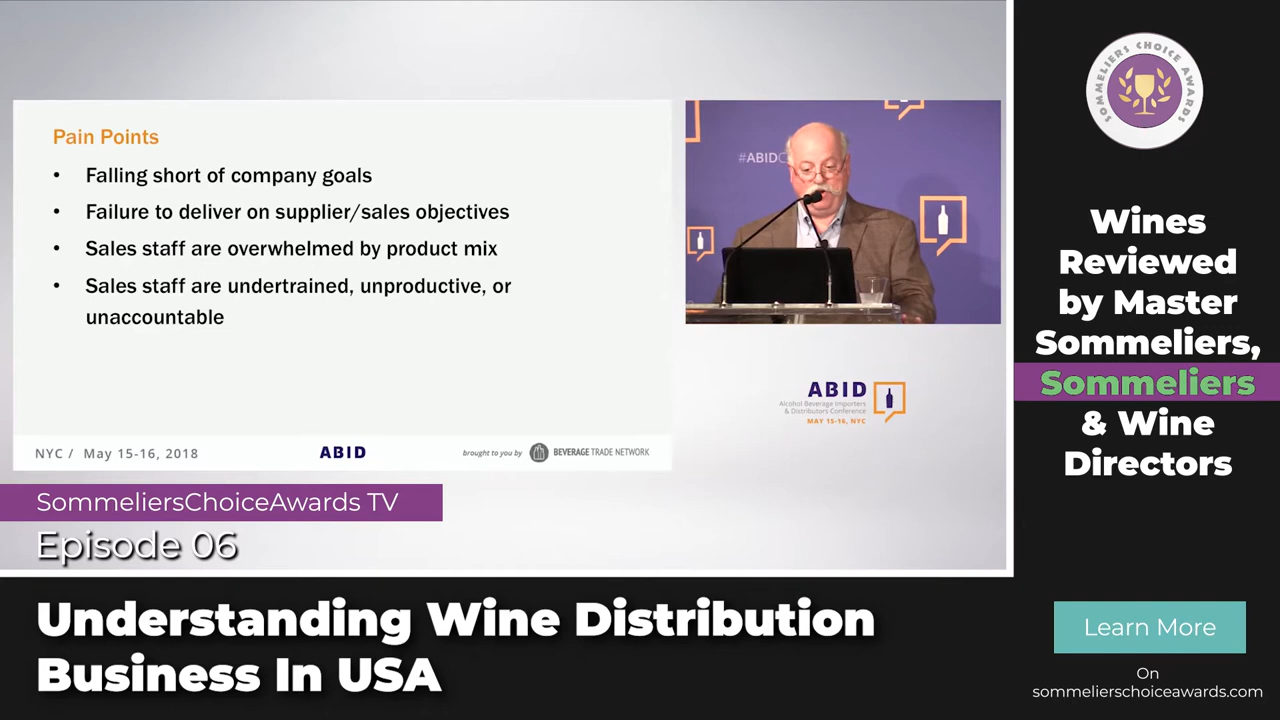 Pain Points
• Falling short of company goals
• Failure to deliver on supplier/sales objectives
• Sales staff are overwhelmed by product mix
• Sales staff are undertrained, unproductive, or
unaccountable
NYC / May 15-16, 2018
ABID
brought to you by BEVERAGE TRADE NETWORK
#ABIDC
ABID
Alcohol Beverage Importers
& Distributors Conference
MAY 15-16, NYC
SommeliersChoiceAwards TV
Episode 06
Understanding Wine Distribution
Business In USA
SOMMELIERS CHOICE AWARDS
Wines
Reviewed
by Master
Sommeliers,
Sommeliers
& Wine
Directors
Learn More
On
sommelierschoiceawards.com